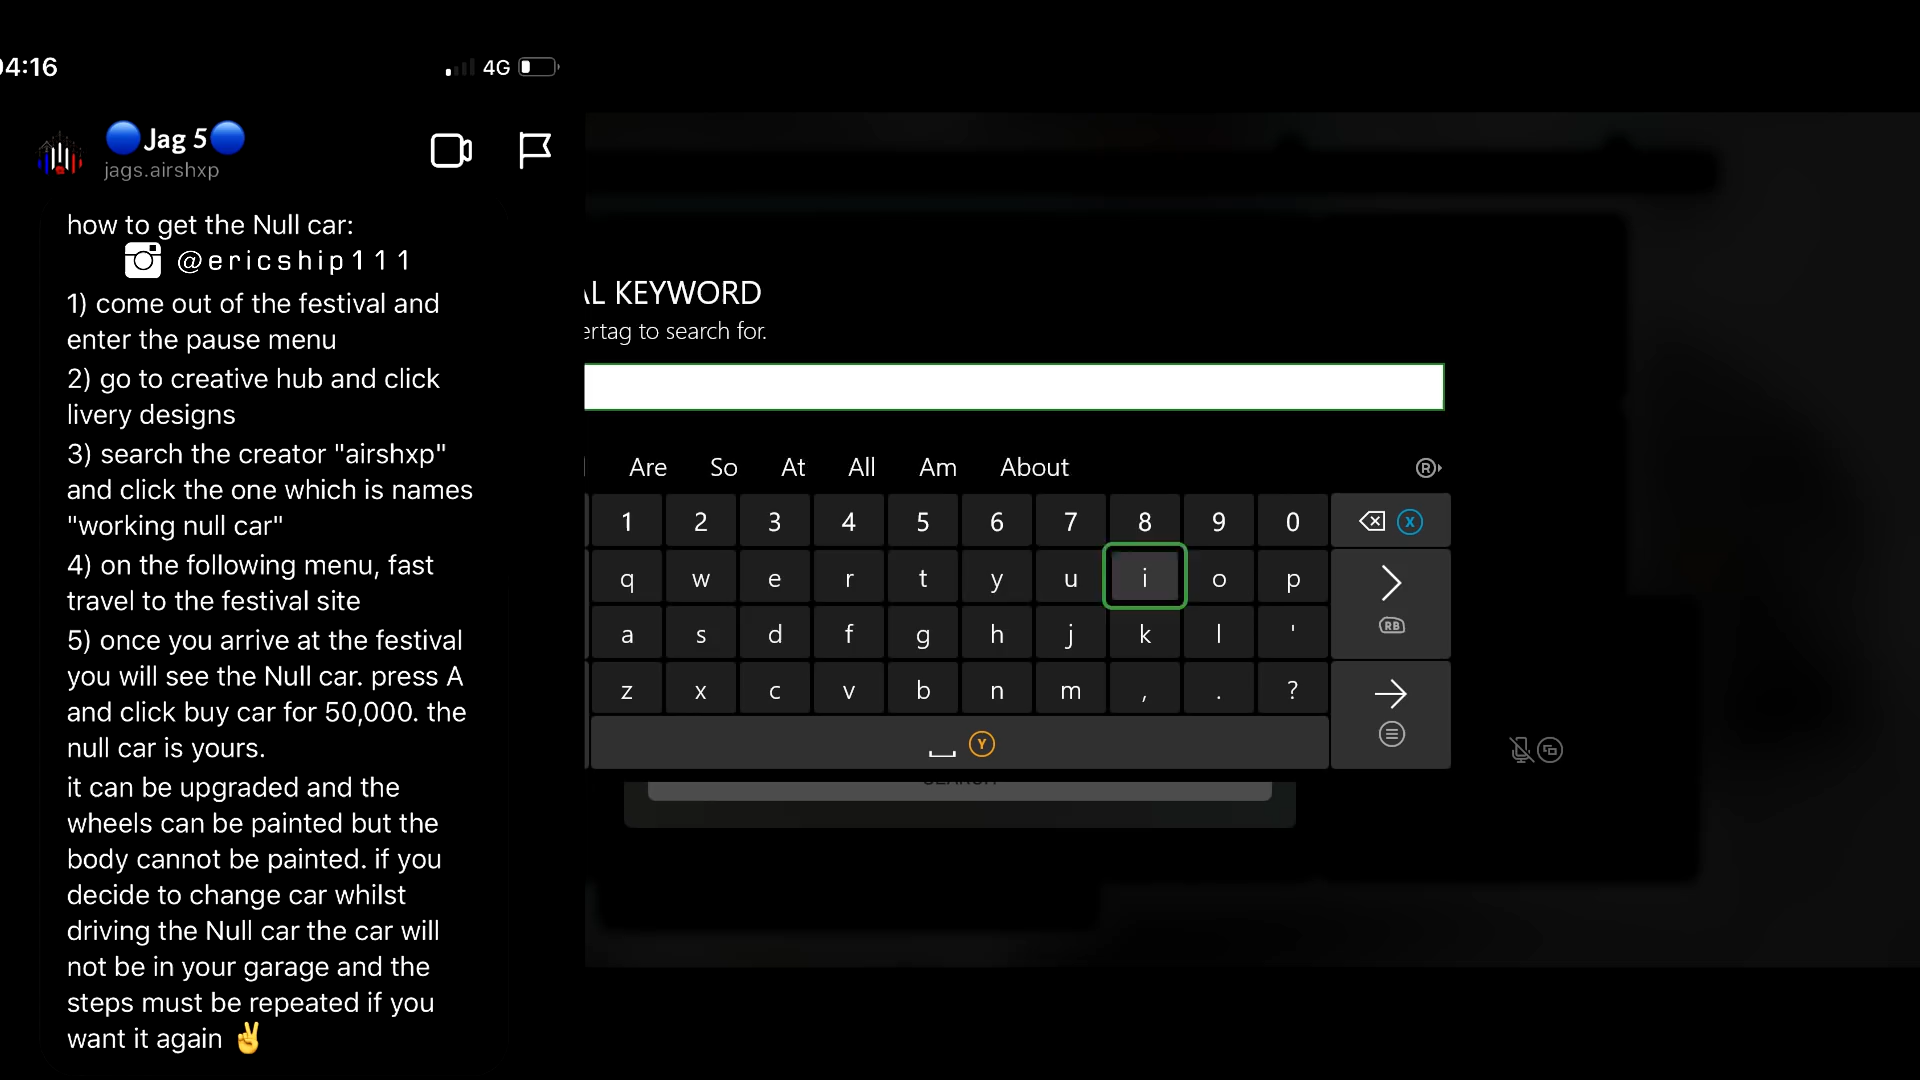 04:16
4G
🔵Jag 5🔵
jags.airshxp
how to get the Null car:
@ericship111
1) come out of the festival and
enter the pause menu
2) go to creative hub and click
livery designs
3) search the creator "airshxp"
and click the one which is names
"working null car"
4) on the following menu, fast
travel to the festival site
5) once you arrive at the festival
you will see the Null car. press A
and click buy car for 50,000. the
null car is yours.
it can be upgraded and the
wheels can be painted but the
body cannot be painted. if you
decide to change car whilst
driving the Null car the car will
not be in your garage and the
steps must be repeated if you
want it again ✌️
AL KEYWORD
ertag to search for.
Are So At All Am About R
1 2 3 4 5 6 7 8 9 0 X
q w e r t y u i o p
RB
a s d f g h j k l '
z x c v b n m , . ?
Y
SEARCH